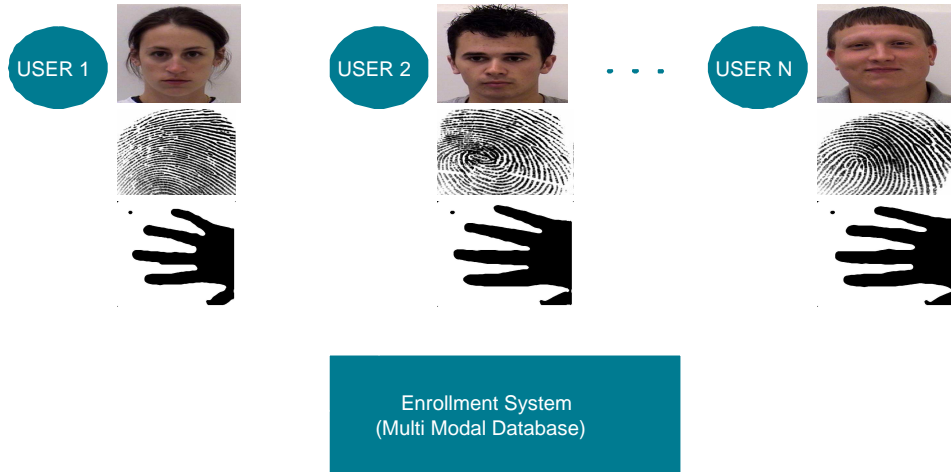 USER 1
USER 2
. . .
USER N
Enrollment System
(Multi Modal Database)